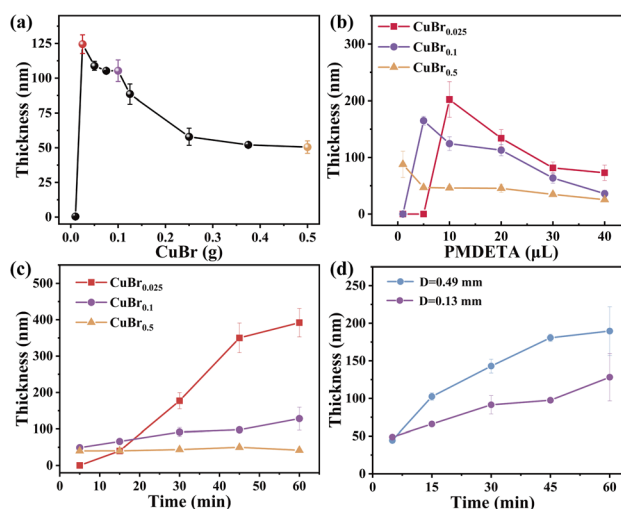 (a)
Thickness (nm)
125
100
75
50
25
0
0.0 0.1 0.2 0.3 0.4 0.5
CuBr (g)
(b)
CuBr0.025
CuBr0.1
CuBr0.5
Thickness (nm)
300
200
100
0
0 10 20 30 40
PMDETA (μL)
(c)
CuBr0.025
CuBr0.1
CuBr0.5
Thickness (nm)
500
400
300
200
100
0
0 10 20 30 40 50 60
Time (min)
(d)
D=0.49 mm
D=0.13 mm
Thickness (nm)
250
200
150
100
50
0
15 30 45 60
Time (min)